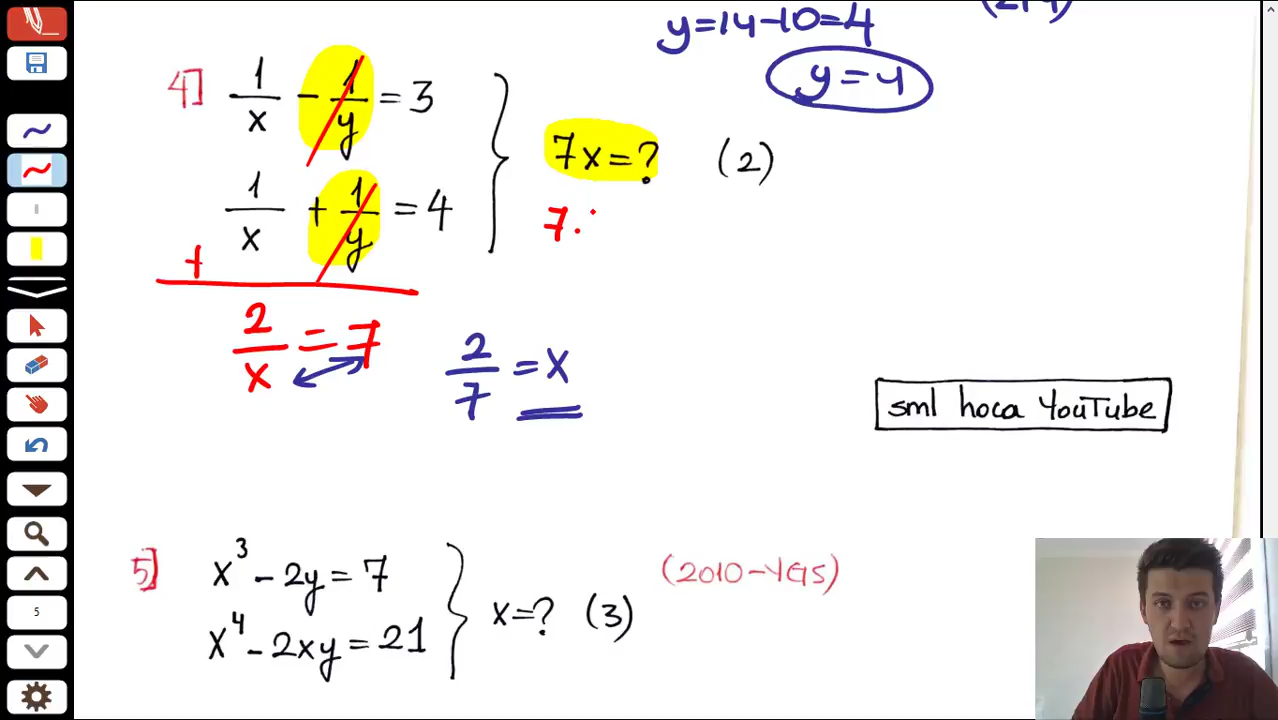 y=14-10=4
y=4
4] 1/x - 1/y = 3
1/x + 1/y = 4
7x=? (2)
7.
+
2/x = 7
2/7 = x
sml hoca YouTube
5] x³ - 2y = 7
x⁴ - 2xy = 21
x=? (3)
(2010-YGS)
5